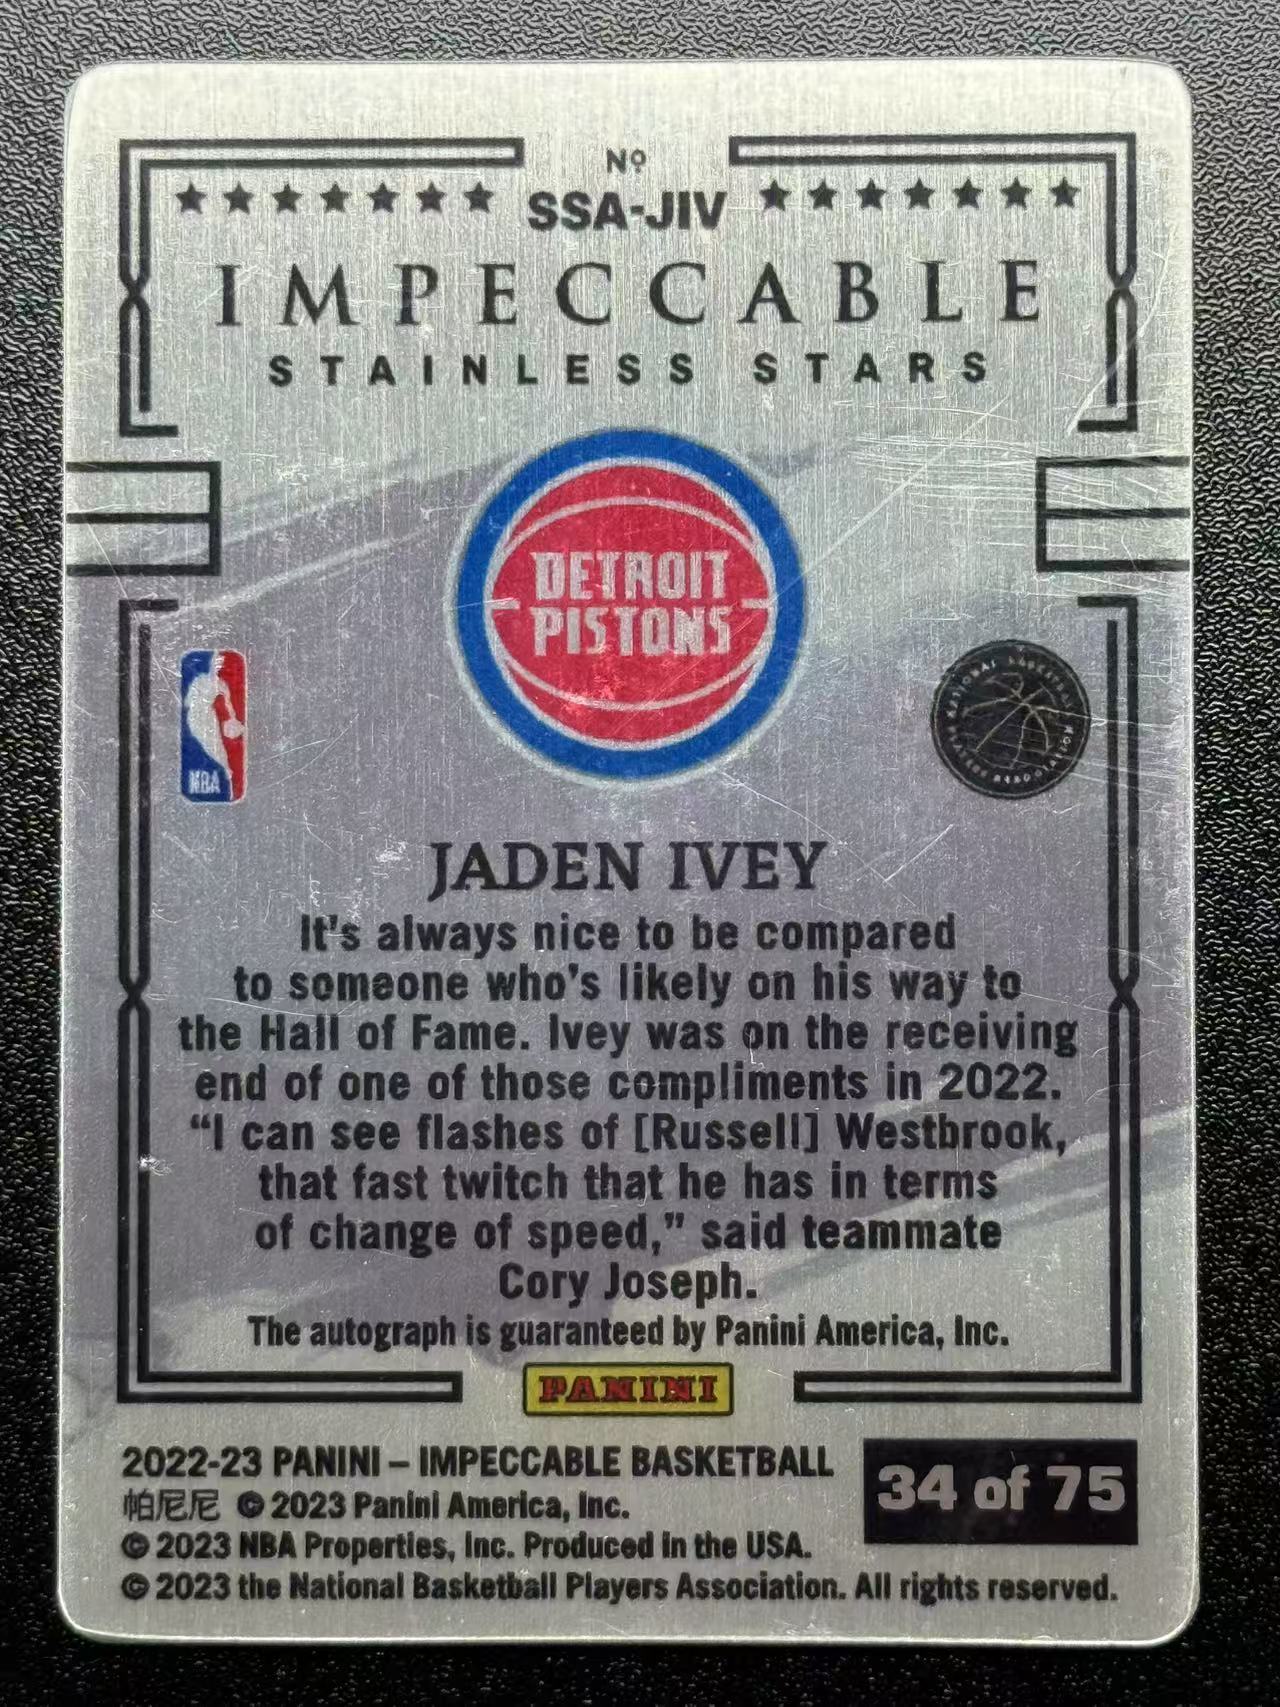 Nº
SSA-JIV
IMPECCABLE
STAINLESS STARS
DETROIT
PISTONS
NBA
NATIONAL BASKETBALL PLAYERS ASSOCIATION
JADEN IVEY
It's always nice to be compared
to someone who's likely on his way to
the Hall of Fame. Ivey was on the receiving
end of one of those compliments in 2022.
“I can see flashes of [Russell] Westbrook,
that fast twitch that he has in terms
of change of speed,” said teammate
Cory Joseph.
The autograph is guaranteed by Panini America, Inc.
PANINI
2022-23 PANINI – IMPECCABLE BASKETBALL
帕尼尼 © 2023 Panini America, Inc.
© 2023 NBA Properties, Inc. Produced in the USA.
© 2023 the National Basketball Players Association. All rights reserved.
34 of 75